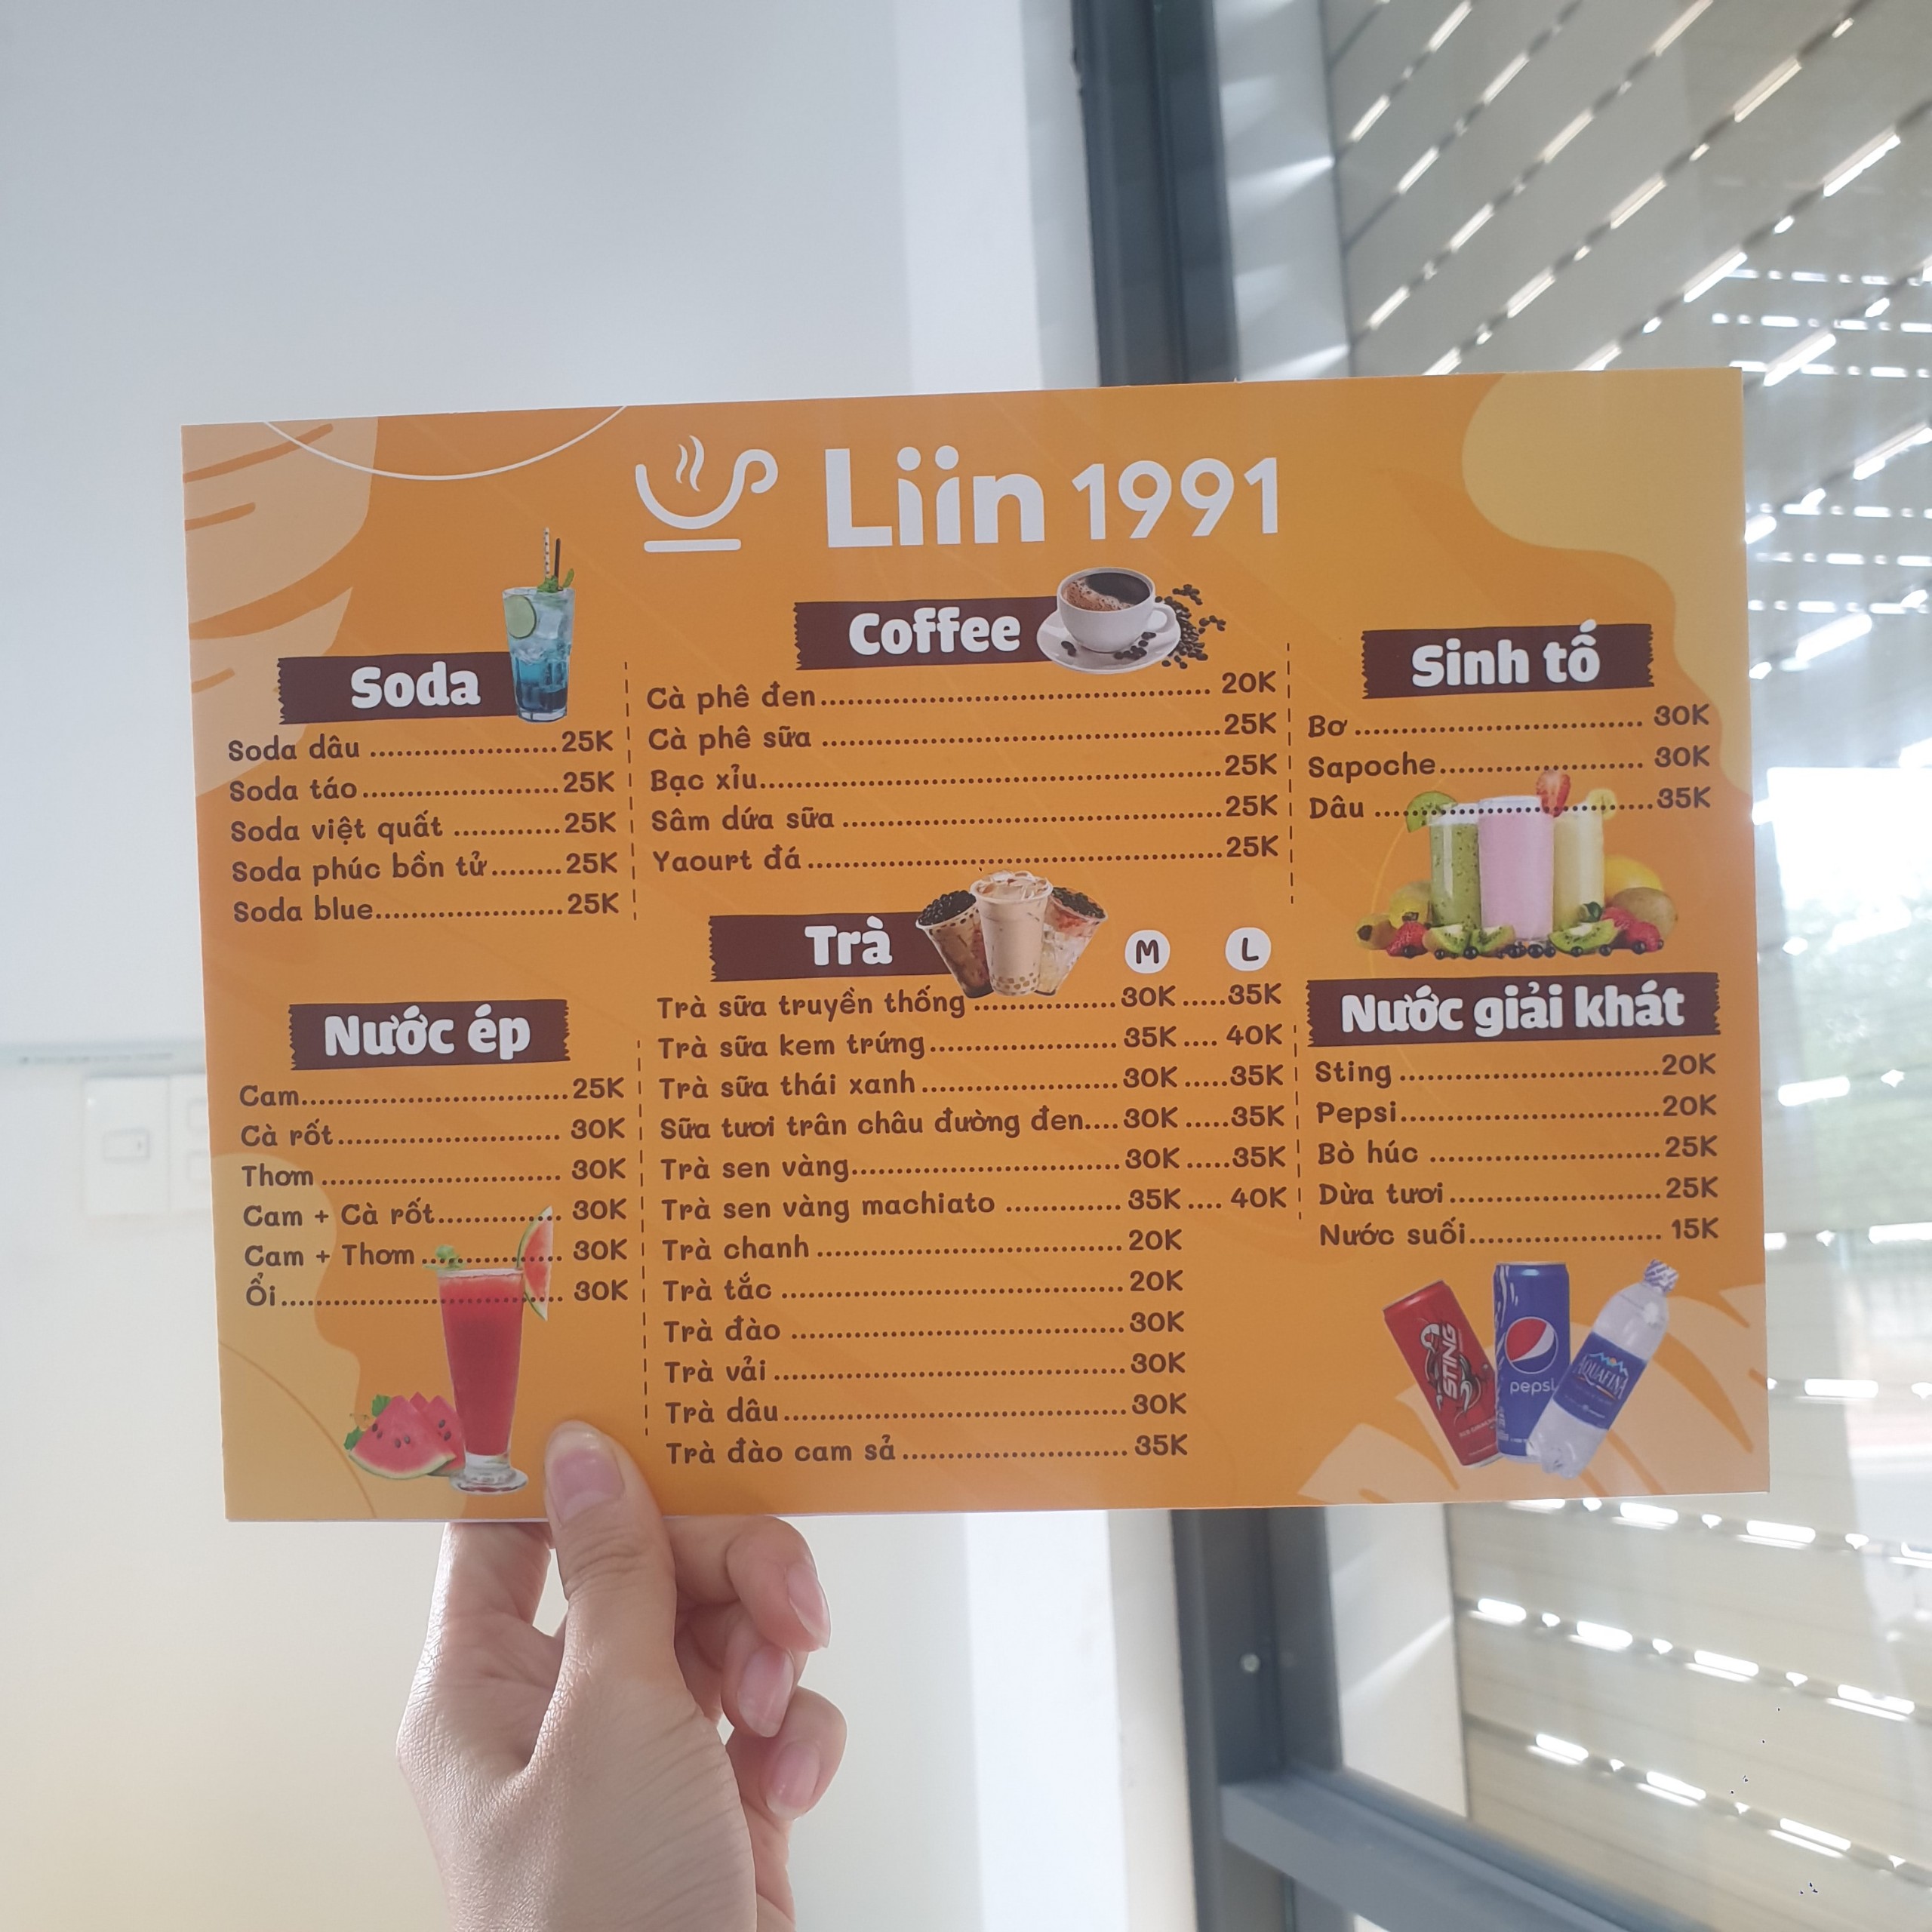 Liin 1991
Soda
Soda dâu ..................... 25K
Soda táo ...................... 25K
Soda việt quất ............ 25K
Soda phúc bồn tử ........ 25K
Soda blue ..................... 25K
Nước ép
Cam .............................. 25K
Cà rốt ......................... 30K
Thơm ........................... 30K
Cam + Cà rốt .............. 30K
Cam + Thơm ................ 30K
Ổi ................................ 30K
Coffee
Cà phê đen ............................................ 20K
Cà phê sữa ............................................ 25K
Bạc xỉu .................................................. 25K
Sâm dứa sữa .......................................... 25K
Yaourt đá .............................................. 25K
Trà M L
Trà sữa truyền thống ................ 30K ..... 35K
Trà sữa kem trứng ..................... 35K .... 40K
Trà sữa thái xanh ...................... 30K ..... 35K
Sữa tươi trân châu đường đen .... 30K ..... 35K
Trà sen vàng .............................. 30K ..... 35K
Trà sen vàng machiato ............. 35K .... 40K
Trà chanh .................................. 20K
Trà tắc ...................................... 20K
Trà đào ...................................... 30K
Trà vải ....................................... 30K
Trà dâu ...................................... 30K
Trà đào cam sả ......................... 35K
Sinh tố
Bơ ................................ 30K
Sapoche ....................... 30K
Dâu ............................... 35K
Nước giải khát
Sting ............................. 20K
Pepsi ............................. 20K
Bò húc .......................... 25K
Dừa tươi ....................... 25K
Nước suối ..................... 15K
STING
pepsi
AQUAFINA